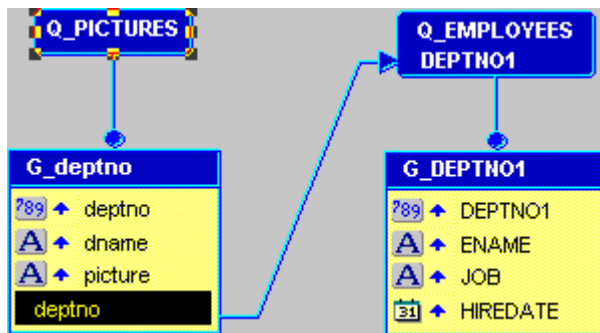 Q_PICTURES
Q_EMPLOYEES
DEPTNO1
G_deptno
789 deptno
A dname
A picture
deptno
G_DEPTNO1
789 DEPTNO1
A ENAME
A JOB
31 HIREDATE